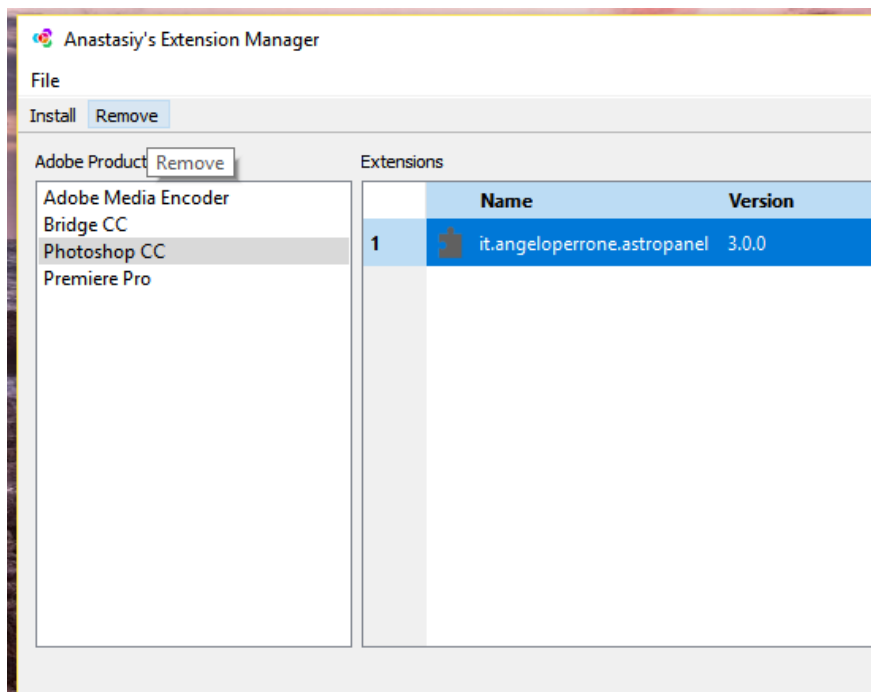 Anastasiy's Extension Manager
File
Install Remove
Adobe Product Remove Extensions
Adobe Media Encoder
Bridge CC
Photoshop CC
Premiere Pro
Name Version
1 it.angeloperrone.astropanel 3.0.0